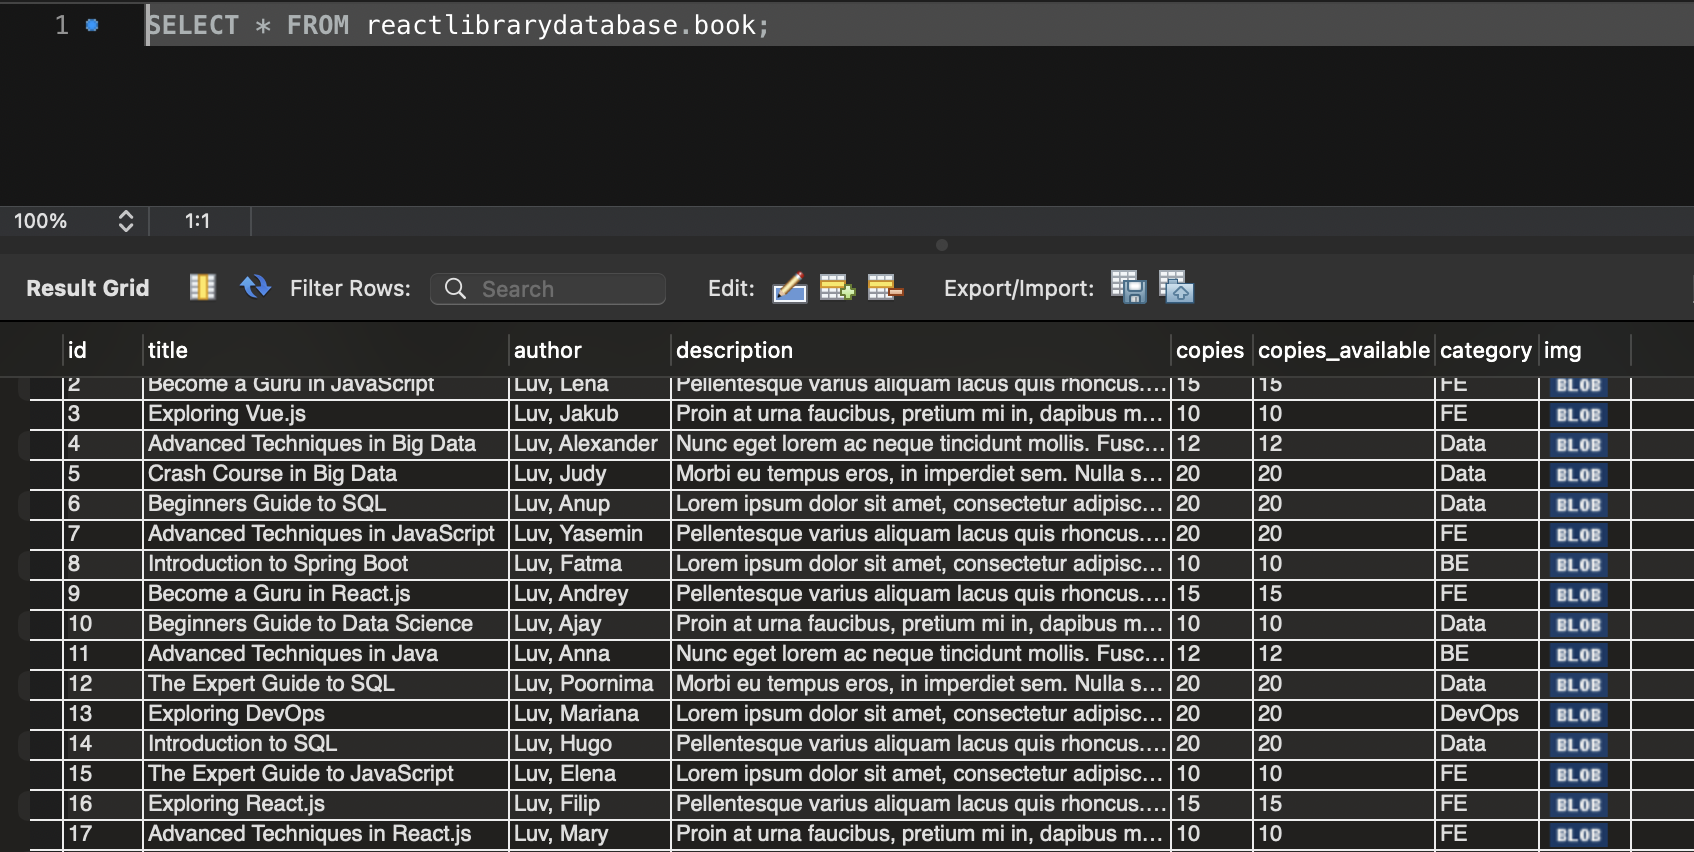 1 SELECT * FROM reactlibrarydatabase.book;
100% 1:1
Result Grid Filter Rows: Search Edit: Export/Import:
id title author description copies copies_available category img
2 Become a Guru in JavaScript Luv, Lena Pellentesque varius aliquam lacus quis rhoncus.... 15 15 FE BLOB
3 Exploring Vue.js Luv, Jakub Proin at urna faucibus, pretium mi in, dapibus m... 10 10 FE BLOB
4 Advanced Techniques in Big Data Luv, Alexander Nunc eget lorem ac neque tincidunt mollis. Fusc... 12 12 Data BLOB
5 Crash Course in Big Data Luv, Judy Morbi eu tempus eros, in imperdiet sem. Nulla s... 20 20 Data BLOB
6 Beginners Guide to SQL Luv, Anup Lorem ipsum dolor sit amet, consectetur adipisc... 20 20 Data BLOB
7 Advanced Techniques in JavaScript Luv, Yasemin Pellentesque varius aliquam lacus quis rhoncus.... 20 20 FE BLOB
8 Introduction to Spring Boot Luv, Fatma Lorem ipsum dolor sit amet, consectetur adipisc... 10 10 BE BLOB
9 Become a Guru in React.js Luv, Andrey Pellentesque varius aliquam lacus quis rhoncus.... 15 15 FE BLOB
10 Beginners Guide to Data Science Luv, Ajay Proin at urna faucibus, pretium mi in, dapibus m... 10 10 Data BLOB
11 Advanced Techniques in Java Luv, Anna Nunc eget lorem ac neque tincidunt mollis. Fusc... 12 12 BE BLOB
12 The Expert Guide to SQL Luv, Poornima Morbi eu tempus eros, in imperdiet sem. Nulla s... 20 20 Data BLOB
13 Exploring DevOps Luv, Mariana Lorem ipsum dolor sit amet, consectetur adipisc... 20 20 DevOps BLOB
14 Introduction to SQL Luv, Hugo Pellentesque varius aliquam lacus quis rhoncus.... 20 20 Data BLOB
15 The Expert Guide to JavaScript Luv, Elena Lorem ipsum dolor sit amet, consectetur adipisc... 10 10 FE BLOB
16 Exploring React.js Luv, Filip Pellentesque varius aliquam lacus quis rhoncus.... 15 15 FE BLOB
17 Advanced Techniques in React.js Luv, Mary Proin at urna faucibus, pretium mi in, dapibus m... 10 10 FE BLOB